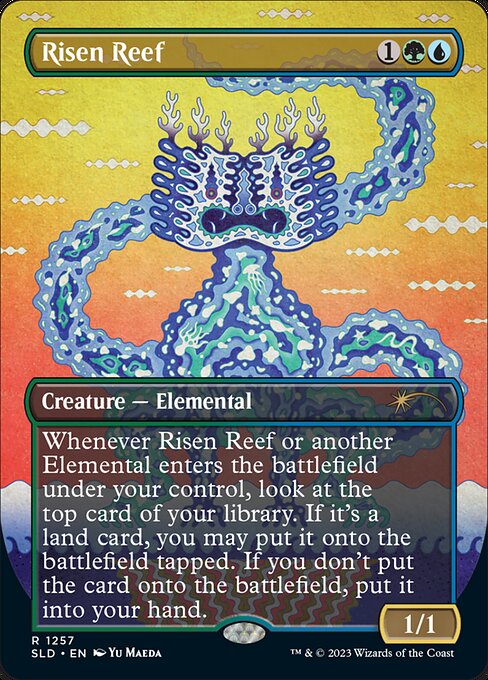 Risen Reef 1
Creature — Elemental
Whenever Risen Reef or another
Elemental enters the battlefield
under your control, look at the
top card of your library. If it's a
land card, you may put it onto the
battlefield tapped. If you don't put
the card onto the battlefield, put it
into your hand.
1/1
R 1257
SLD • EN Yu Maeda
™ & © 2023 Wizards of the Coast